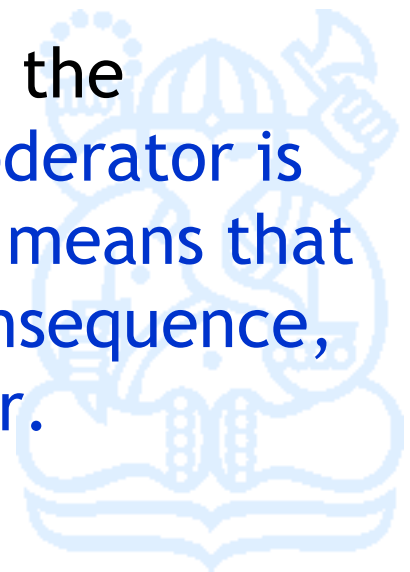 the
derator is
means that
nsequence,
r.